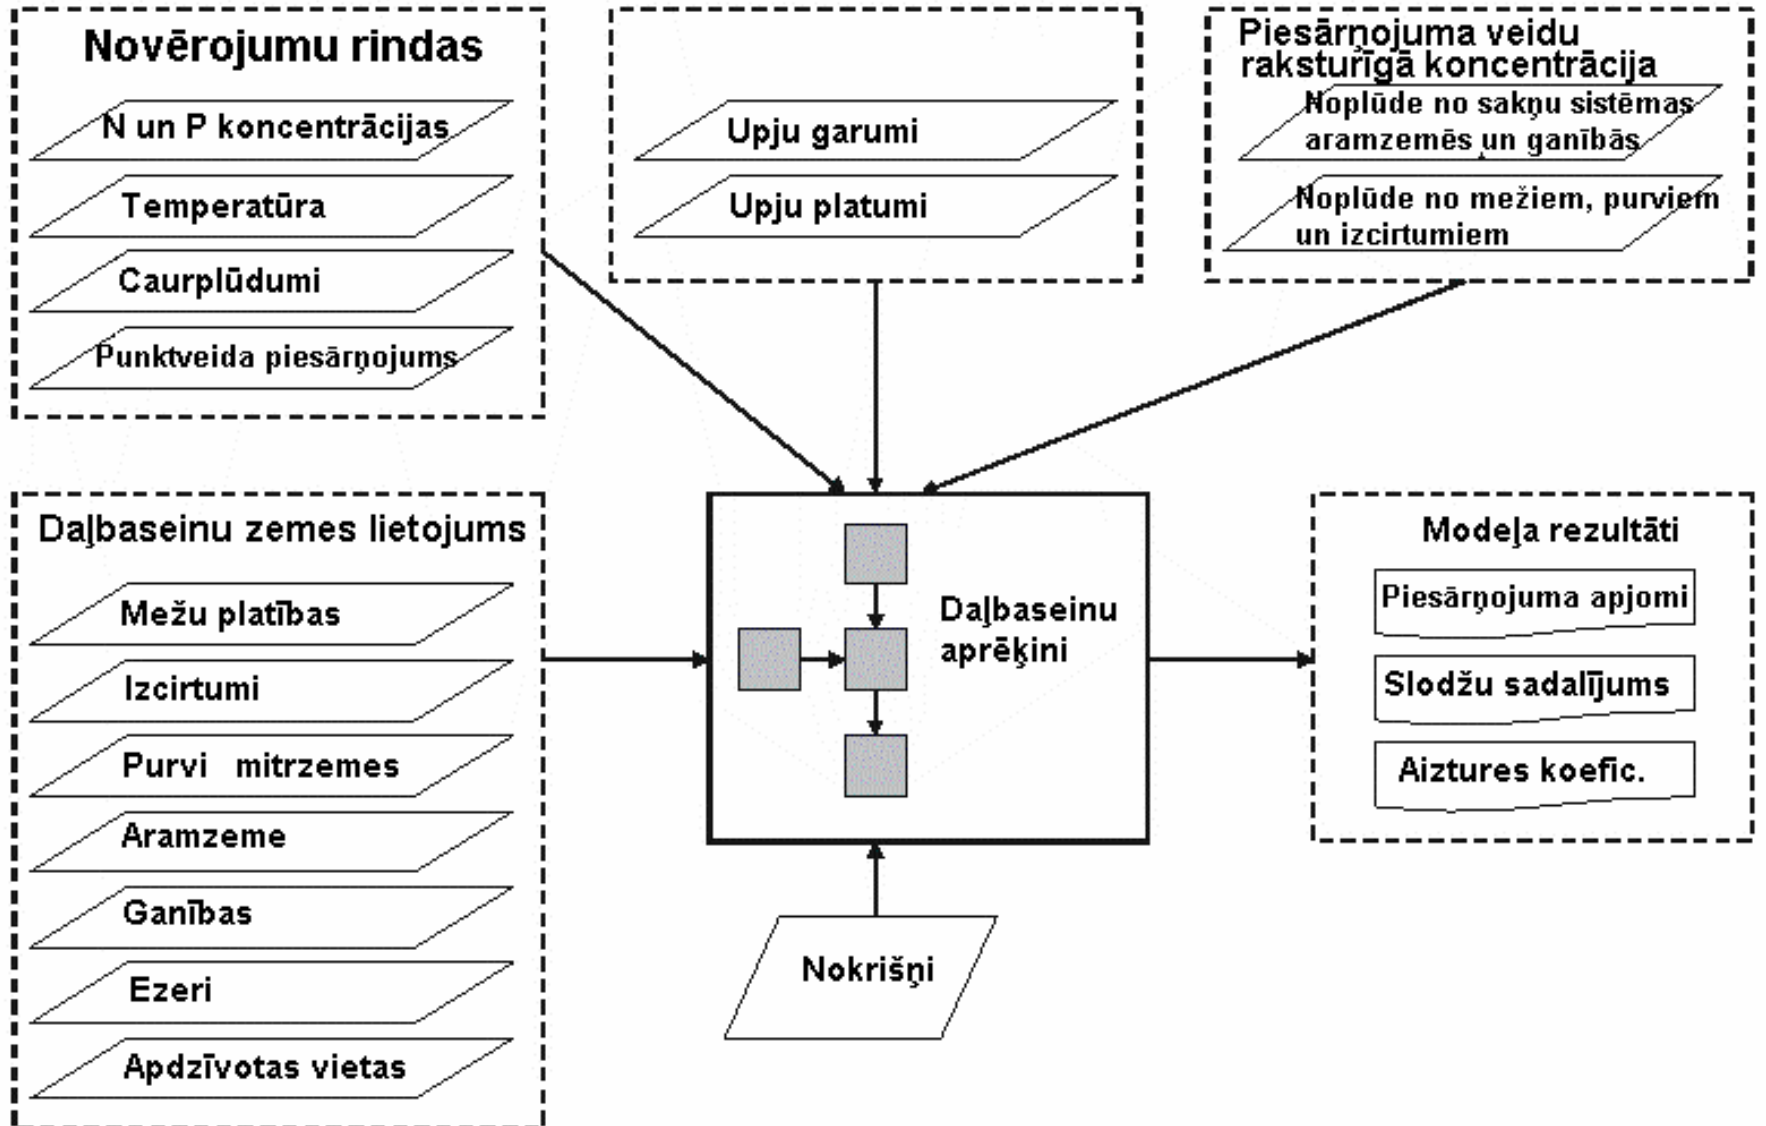 Novērojumu rindas
N un P koncentrācijas
Temperatūra
Caurplūdumi
Punktveida piesārņojums
Upju garumi
Upju platumi
Piesārņojuma veidu
raksturīgā koncentrācija
Noplūde no sakņu sistēmas
aramzemēs un ganībās
Noplūde no mežiem, purviem
un izcirtumiem
Daļbaseinu zemes lietojums
Mežu platības
Izcirtumi
Purvi mitrzemes
Aramzeme
Ganības
Ezeri
Apdzīvotas vietas
Daļbaseinu
aprēķini
Nokrišņi
Modeļa rezultāti
Piesārņojuma apjomi
Slodžu sadalījums
Aiztures koefic.